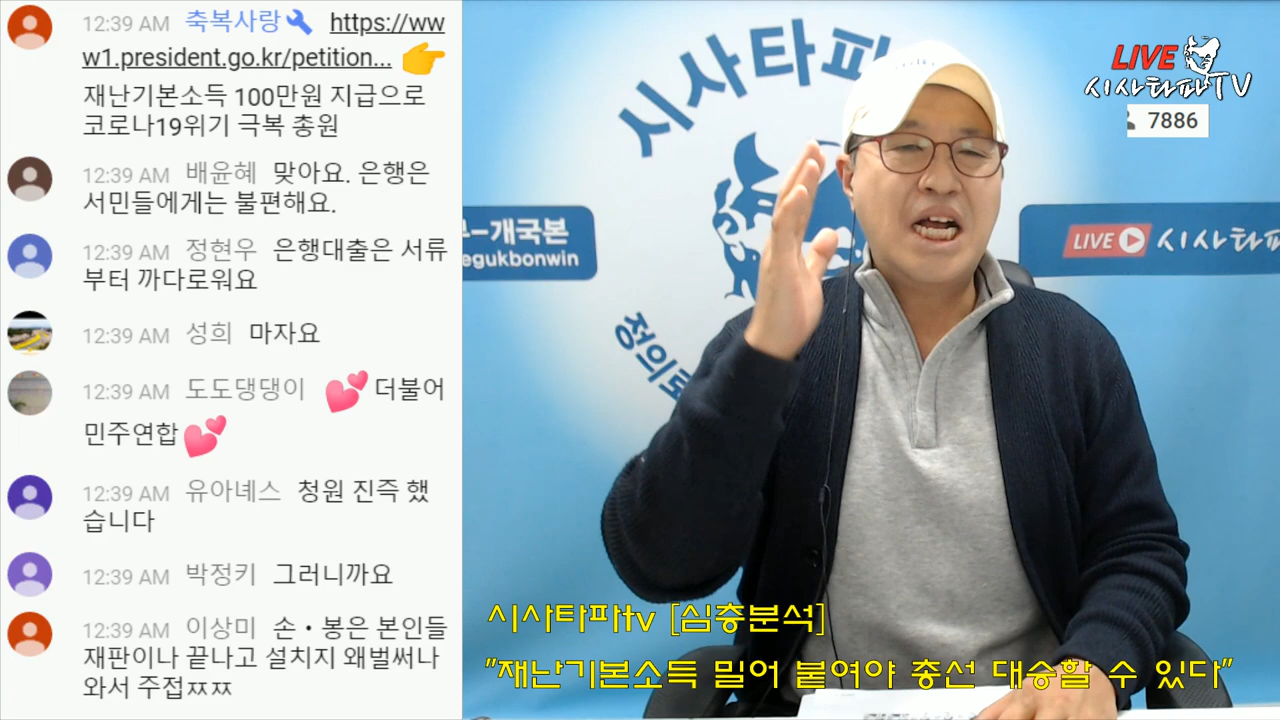 12:39 AM 축복사랑 https://ww
w1.president.go.kr/petition...
재난기본소득 100만원 지급으로
코로나19위기 극복 총원
12:39 AM 배윤혜 맞아요. 은행은
서민들에게는 불편해요.
12:39 AM 정현우 은행대출은 서류
부터 까다로워요
12:39 AM 성희 마자요
12:39 AM 도도댕댕이 💕더불어
민주연합💕
12:39 AM 유아녜스 청원 진즉 했
습니다
12:39 AM 박정키 그러니까요
12:39 AM 이상미 손・봉은 본인들
재판이나 끝나고 설치지 왜벌써나
와서 주접ㅉㅉ
시사타파
LIVE
시사타파TV
7886
-개국본
egukbonwin
LIVE 시사타파
정의로
시사타파tv [심층분석]
"재난기본소득 밀어 붙여야 총선 대승할 수 있다"